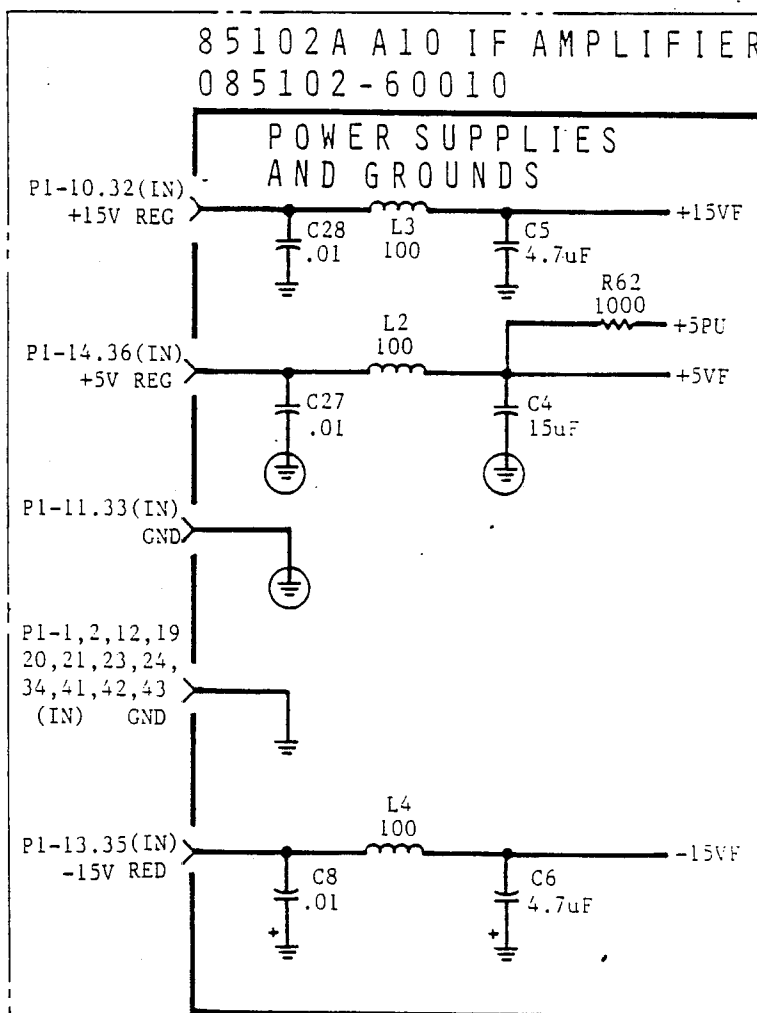 85102A A10 IF AMPLIFIER
085102-60010
POWER SUPPLIES
AND GROUNDS
P1-10.32(IN)
+15V REG
C28
.01
L3
100
C5
4.7uF
+15VF
R62
1000
+5PU
P1-14.36(IN)
+5V REG
L2
100
+5VF
C27
.01
C4
15uF
P1-11.33(IN)
GND
P1-1,2,12,19
20,21,23,24,
34,41,42,43
(IN) GND
P1-13.35(IN)
-15V RED
L4
100
-15VF
C8
.01
C6
4.7uF
+
+